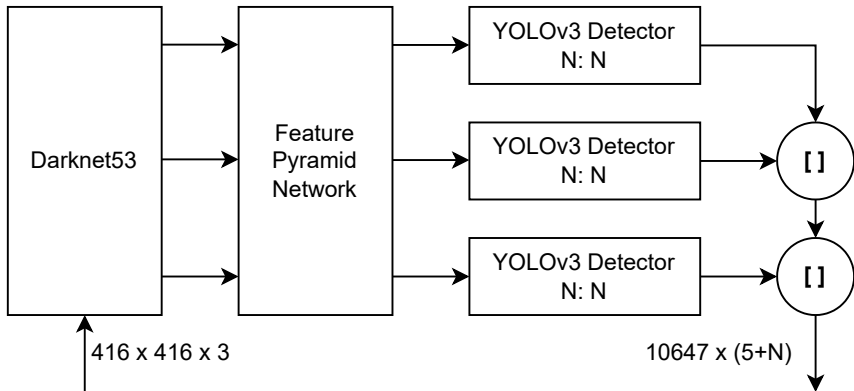 Darknet53
Feature
Pyramid
Network
YOLOv3 Detector
N: N
YOLOv3 Detector
N: N
YOLOv3 Detector
N: N
[ ]
[ ]
416 x 416 x 3
10647 x (5+N)